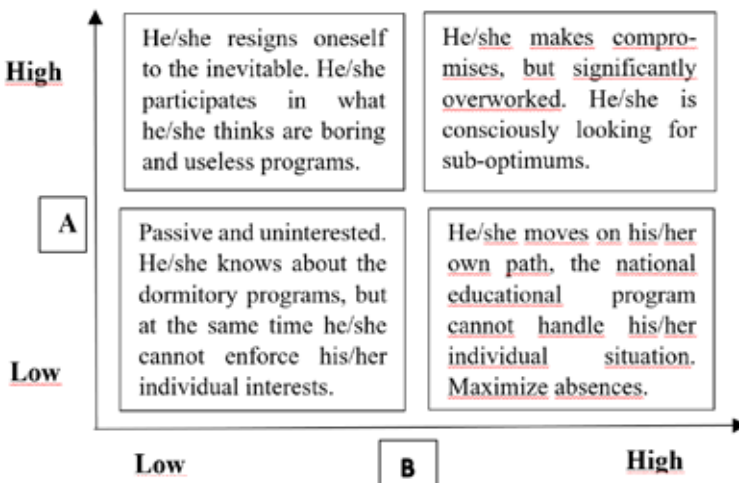 High
He/she resigns oneself
to the inevitable. He/she
participates in what
he/she thinks are boring
and useless programs.
He/she makes compro-
mises, but significantly
overworked. He/she is
consciously looking for
sub-optimums.
A
Passive and uninterested.
He/she knows about the
dormitory programs, but
at the same time he/she
cannot enforce his/her
individual interests.
He/she moves on his/her
own path, the national
educational program
cannot handle his/her
individual situation.
Maximize absences.
Low
Low
B
High